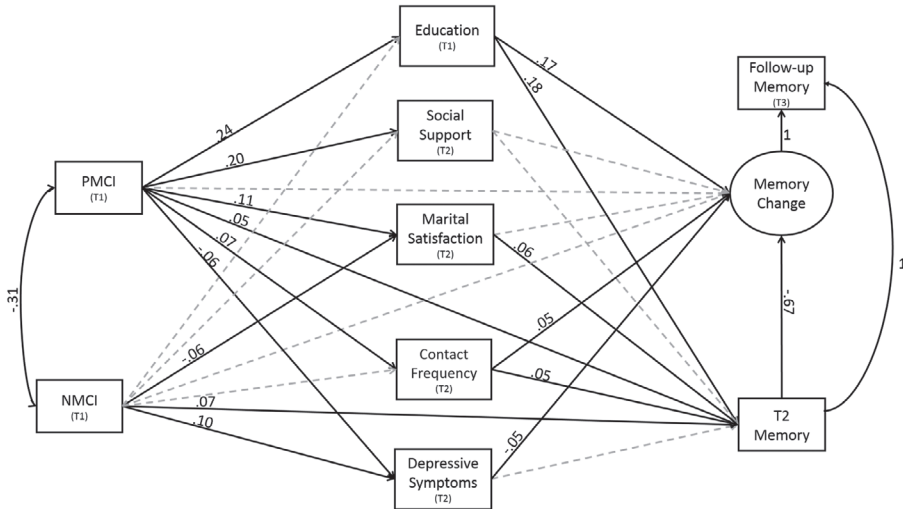 Education
(T1)
.17
.18
Follow-up
Memory
(T3)
1
Social
Support
(T2)
.24
.20
PMCI
(T1)
.11
.05
.07
-.06
Marital
Satisfaction
(T2)
.06
Memory
Change
1
-.31
-.67
.05
-.06
Contact
Frequency
(T2)
.05
NMCI
(T1)
.07
.10
T2
Memory
-.05
Depressive
Symptoms
(T2)